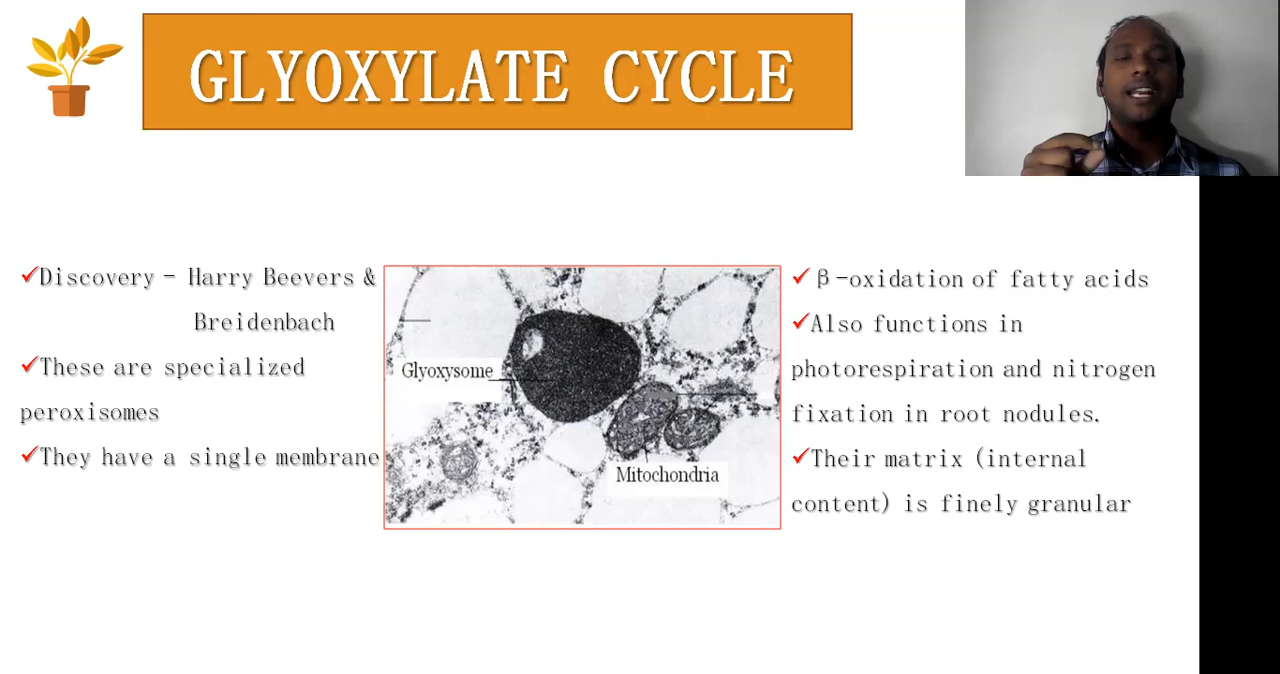 GLYOXYLATE CYCLE
✓Discovery - Harry Beevers &
Breidenbach
✓These are specialized
peroxisomes
✓They have a single membrane
Glyoxysome
Mitochondria
✓β-oxidation of fatty acids
✓Also functions in
photorespiration and nitrogen
fixation in root nodules.
✓Their matrix (internal
content) is finely granular